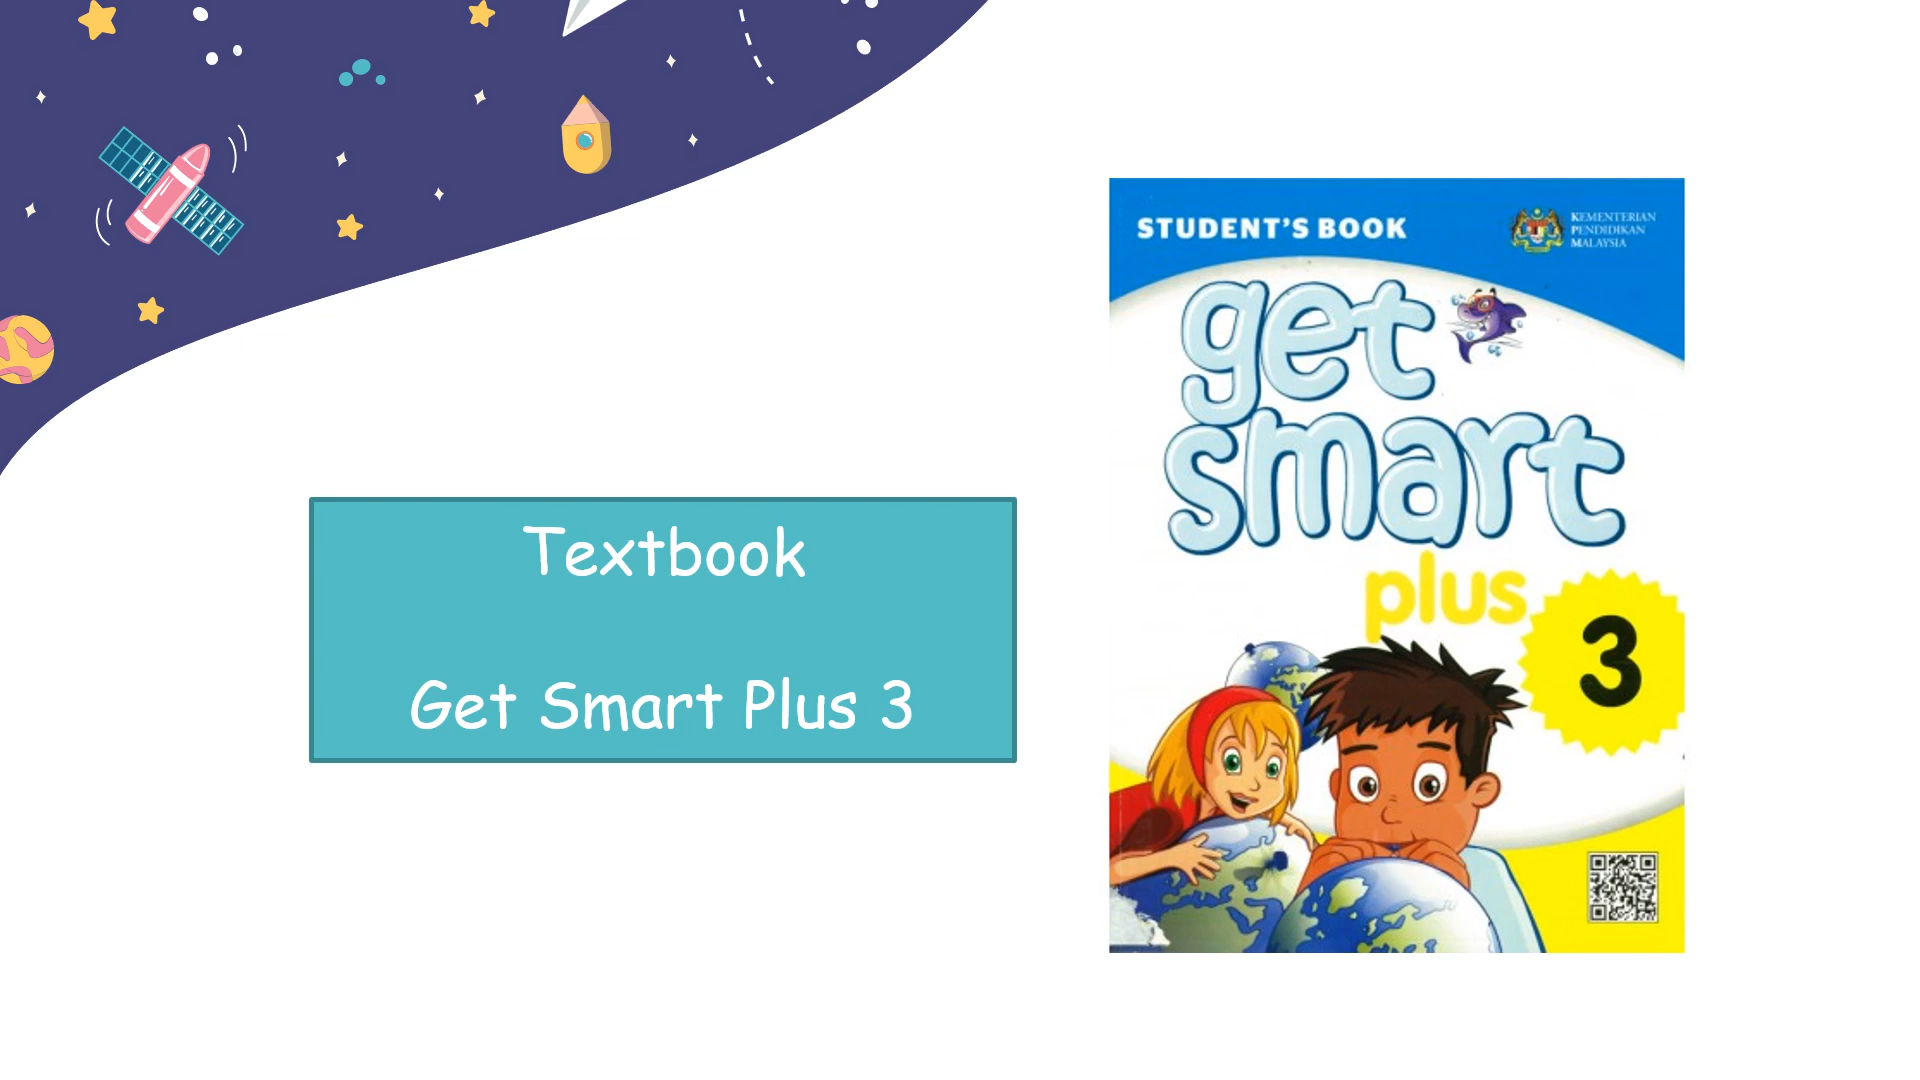 Textbook
Get Smart Plus 3
STUDENT'S BOOK
KEMENTERIAN
PENDIDIKAN
MALAYSIA
get
smart
plus
3